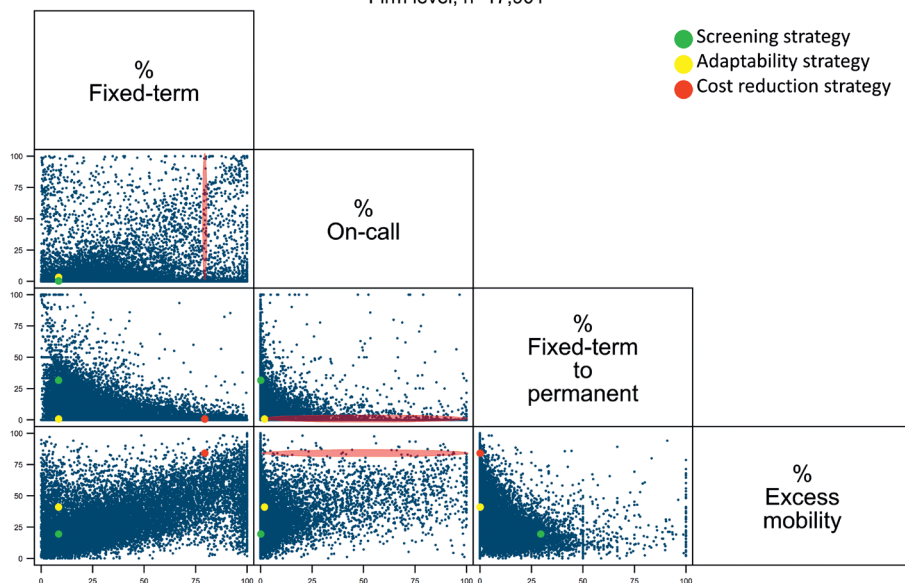 Screening strategy
Adaptability strategy
Cost reduction strategy
%
Fixed-term
100
75
50
25
0
%
On-call
100
75
50
25
0
%
Fixed-term
to
permanent
100
75
50
25
0
%
Excess
mobility
0 25 50 75 100 0 25 50 75 100 0 25 50 75 100